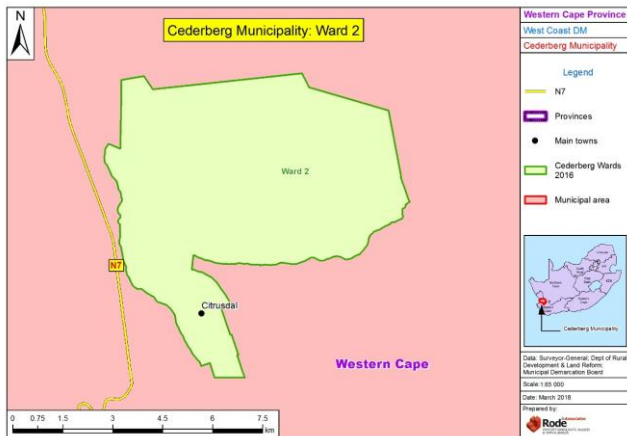 N
Cederberg Municipality: Ward 2
Ward 2
N7
Citrusdal
Western Cape
0 0.75 1.5 3 4.5 6 7.5
km
Western Cape Province
West Coast DM
Cederberg Municipality
Legend
N7
Provinces
Main towns
Cederberg Wards
2016
Municipal area
Cederberg Municipality
Data: Surveyor-General; Dept of Rural
Development & Land Reform;
Municipal Demarcation Board
Scale:1:65 000
Date: March 2018
Prepared by:
Rode